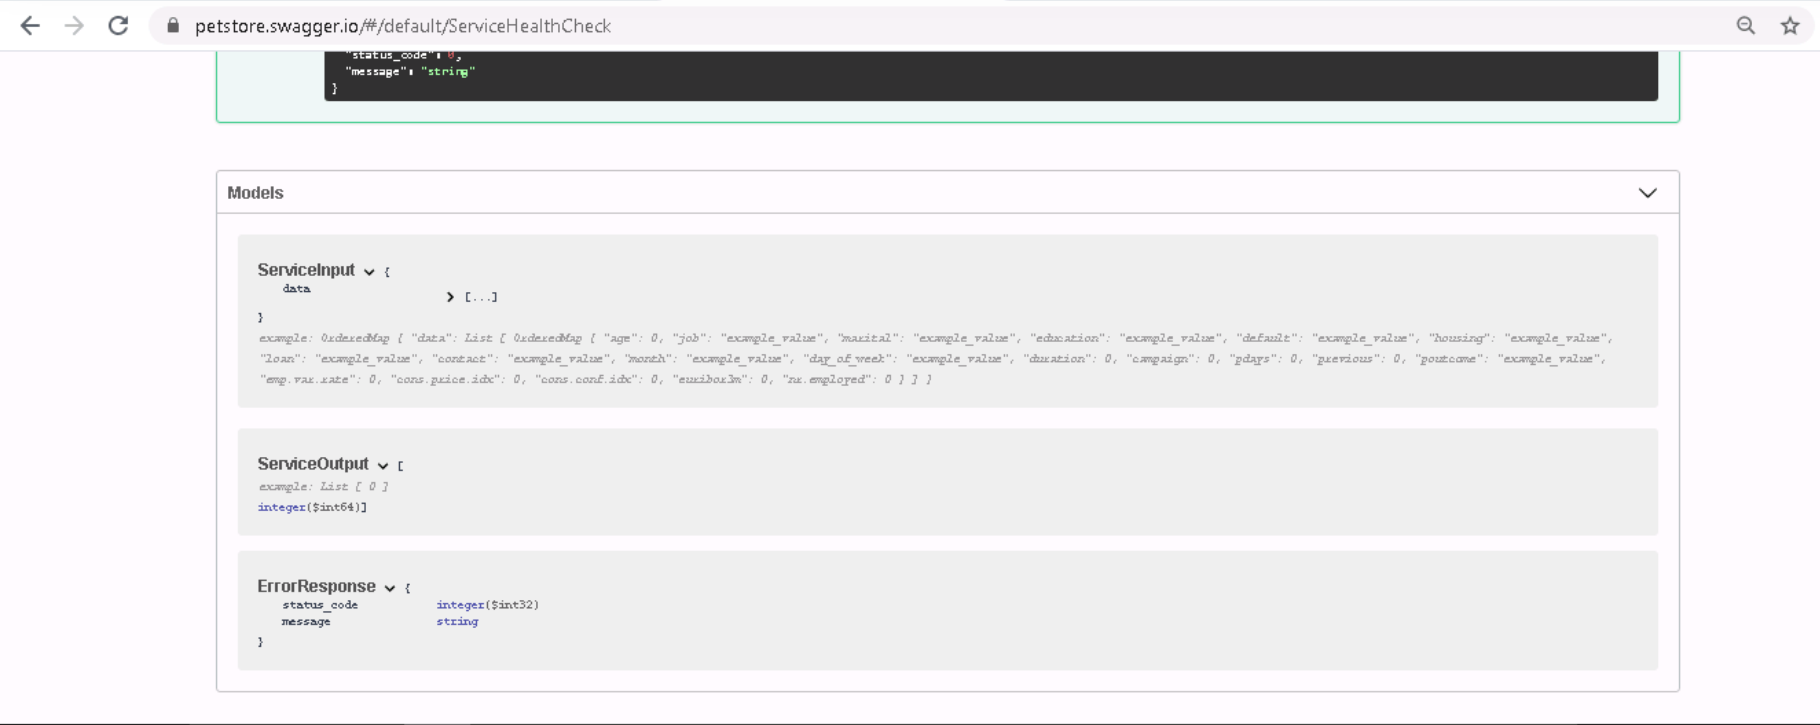 petstore.swagger.io/#/default/ServiceHealthCheck
"status_code": 0,
"message": "string"
}
Models
ServiceInput {
data [...]
}
example: OrderedMap { "data": List [ OrderedMap { "age": 0, "job": "example_value", "marital": "example_value", "education": "example_value", "default": "example_value", "housing": "example_value",
"loan": "example_value", "contact": "example_value", "month": "example_value", "day_of_week": "example_value", "duration": 0, "campaign": 0, "pdays": 0, "previous": 0, "poutcome": "example_value",
"emp.var.rate": 0, "cons.price.idx": 0, "cons.conf.idx": 0, "euribor3m": 0, "nr.employed": 0 } ] }
ServiceOutput [
example: List [ 0 ]
integer($int64)]
ErrorResponse {
status_code integer($int32)
message string
}